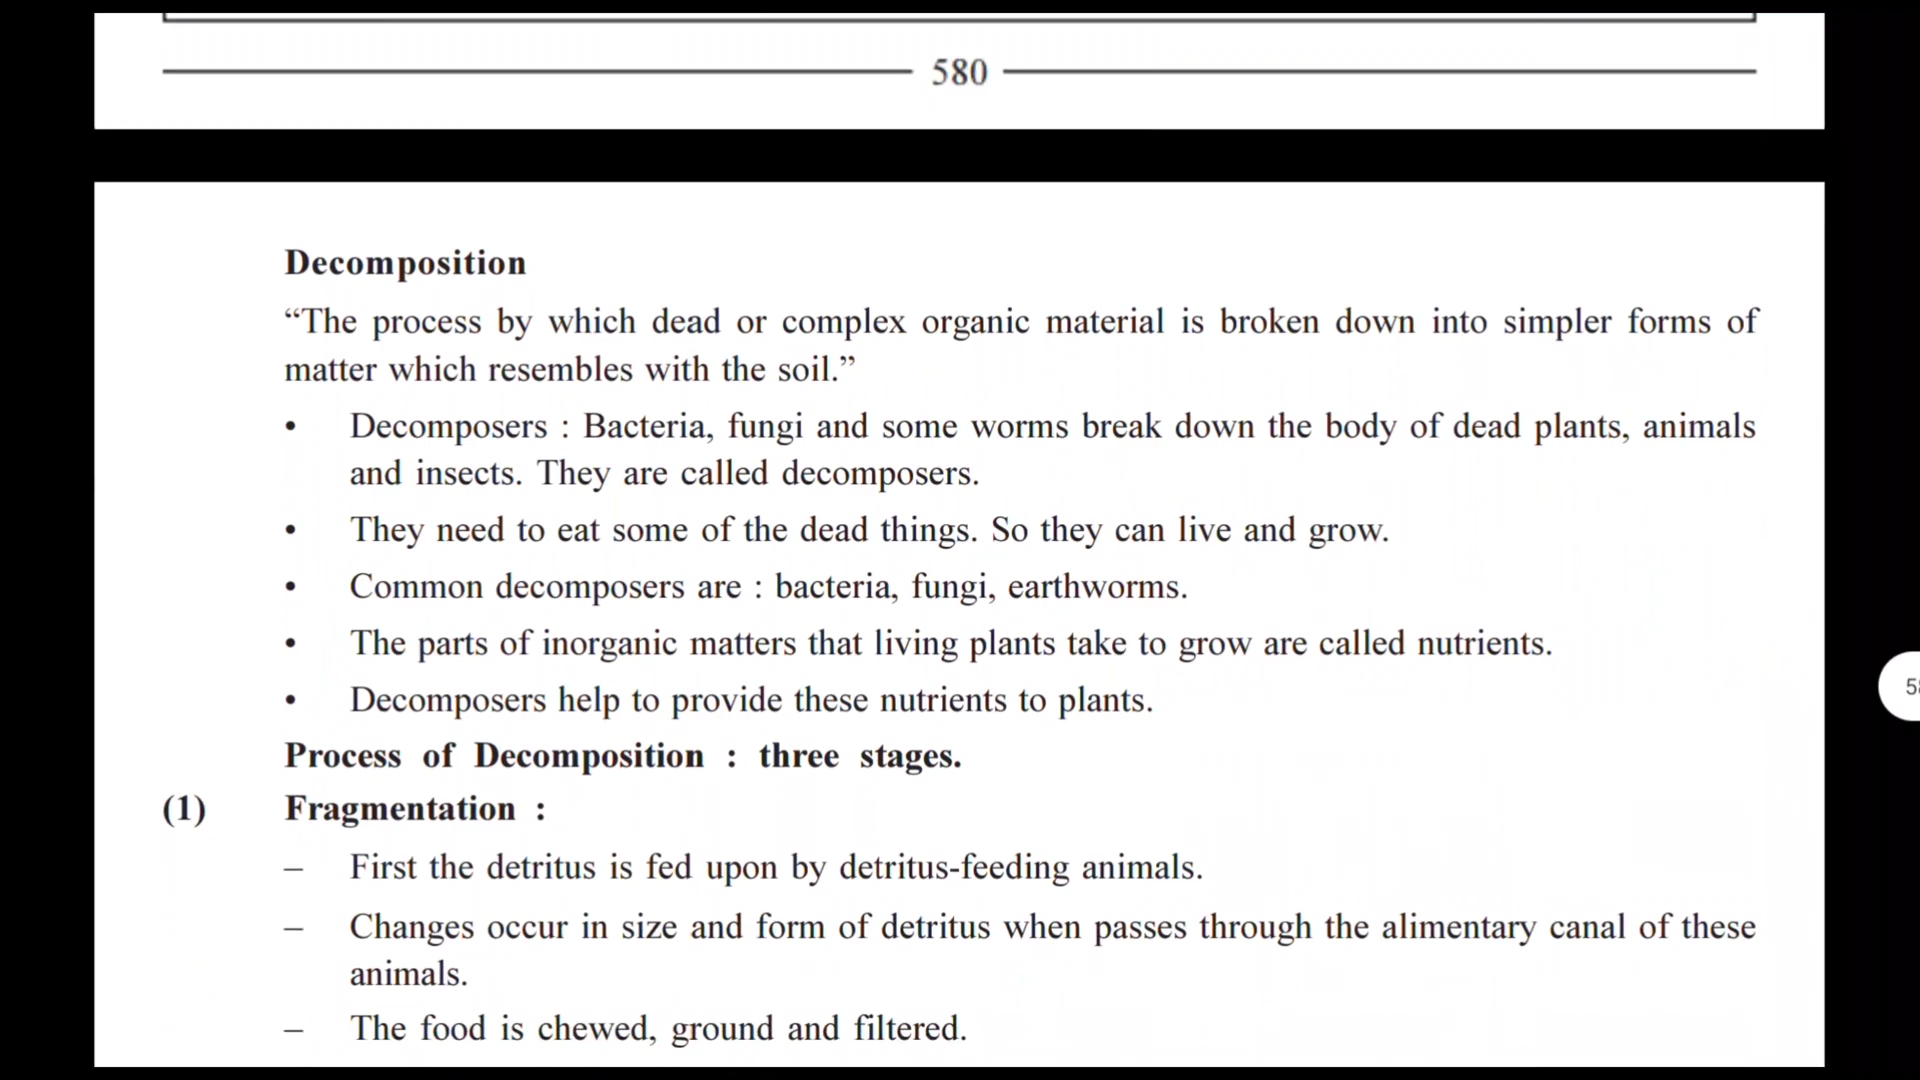 580
Decomposition
“The process by which dead or complex organic material is broken down into simpler forms of
matter which resembles with the soil.”
• Decomposers : Bacteria, fungi and some worms break down the body of dead plants, animals
and insects. They are called decomposers.
• They need to eat some of the dead things. So they can live and grow.
• Common decomposers are : bacteria, fungi, earthworms.
• The parts of inorganic matters that living plants take to grow are called nutrients.
• Decomposers help to provide these nutrients to plants.
Process of Decomposition : three stages.
(1) Fragmentation :
– First the detritus is fed upon by detritus-feeding animals.
– Changes occur in size and form of detritus when passes through the alimentary canal of these
animals.
– The food is chewed, ground and filtered.